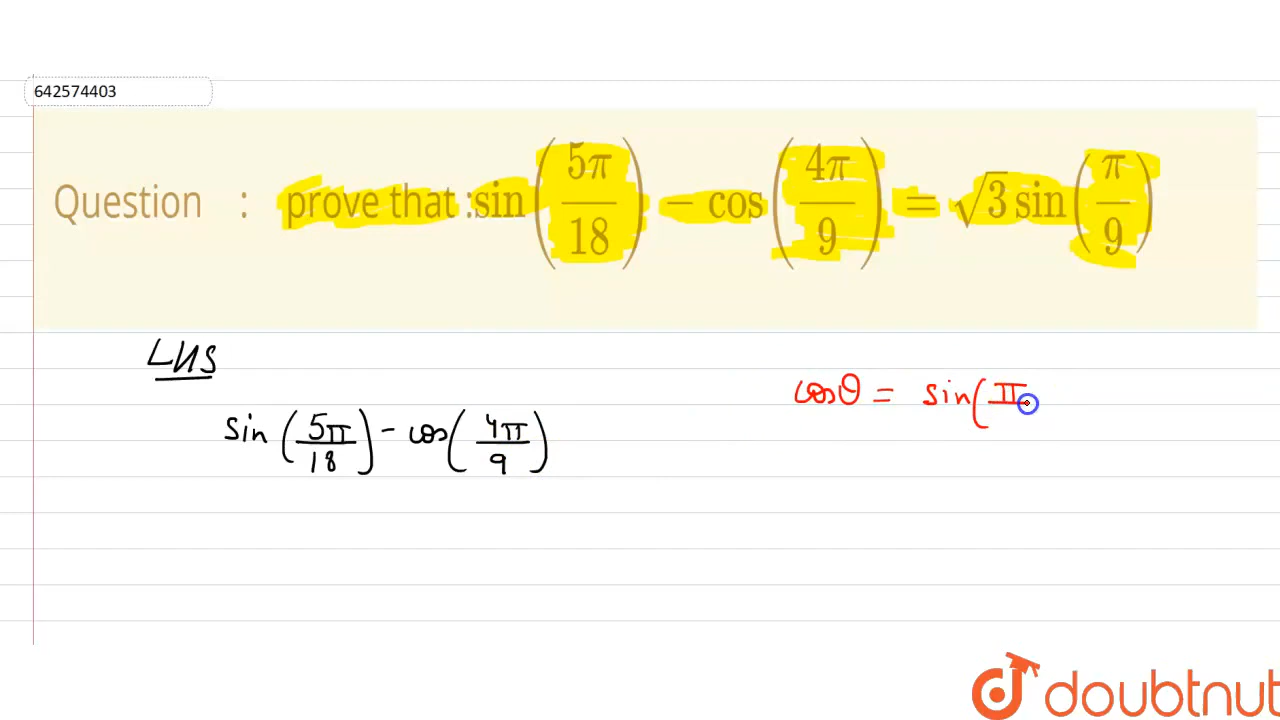 642574403
Question : prove that :sin(5π/18) − cos(4π/9) = √3 sin(π/9)
LHS
cosθ = sin(π
sin(5π/18) - cos(4π/9)
doubtnut